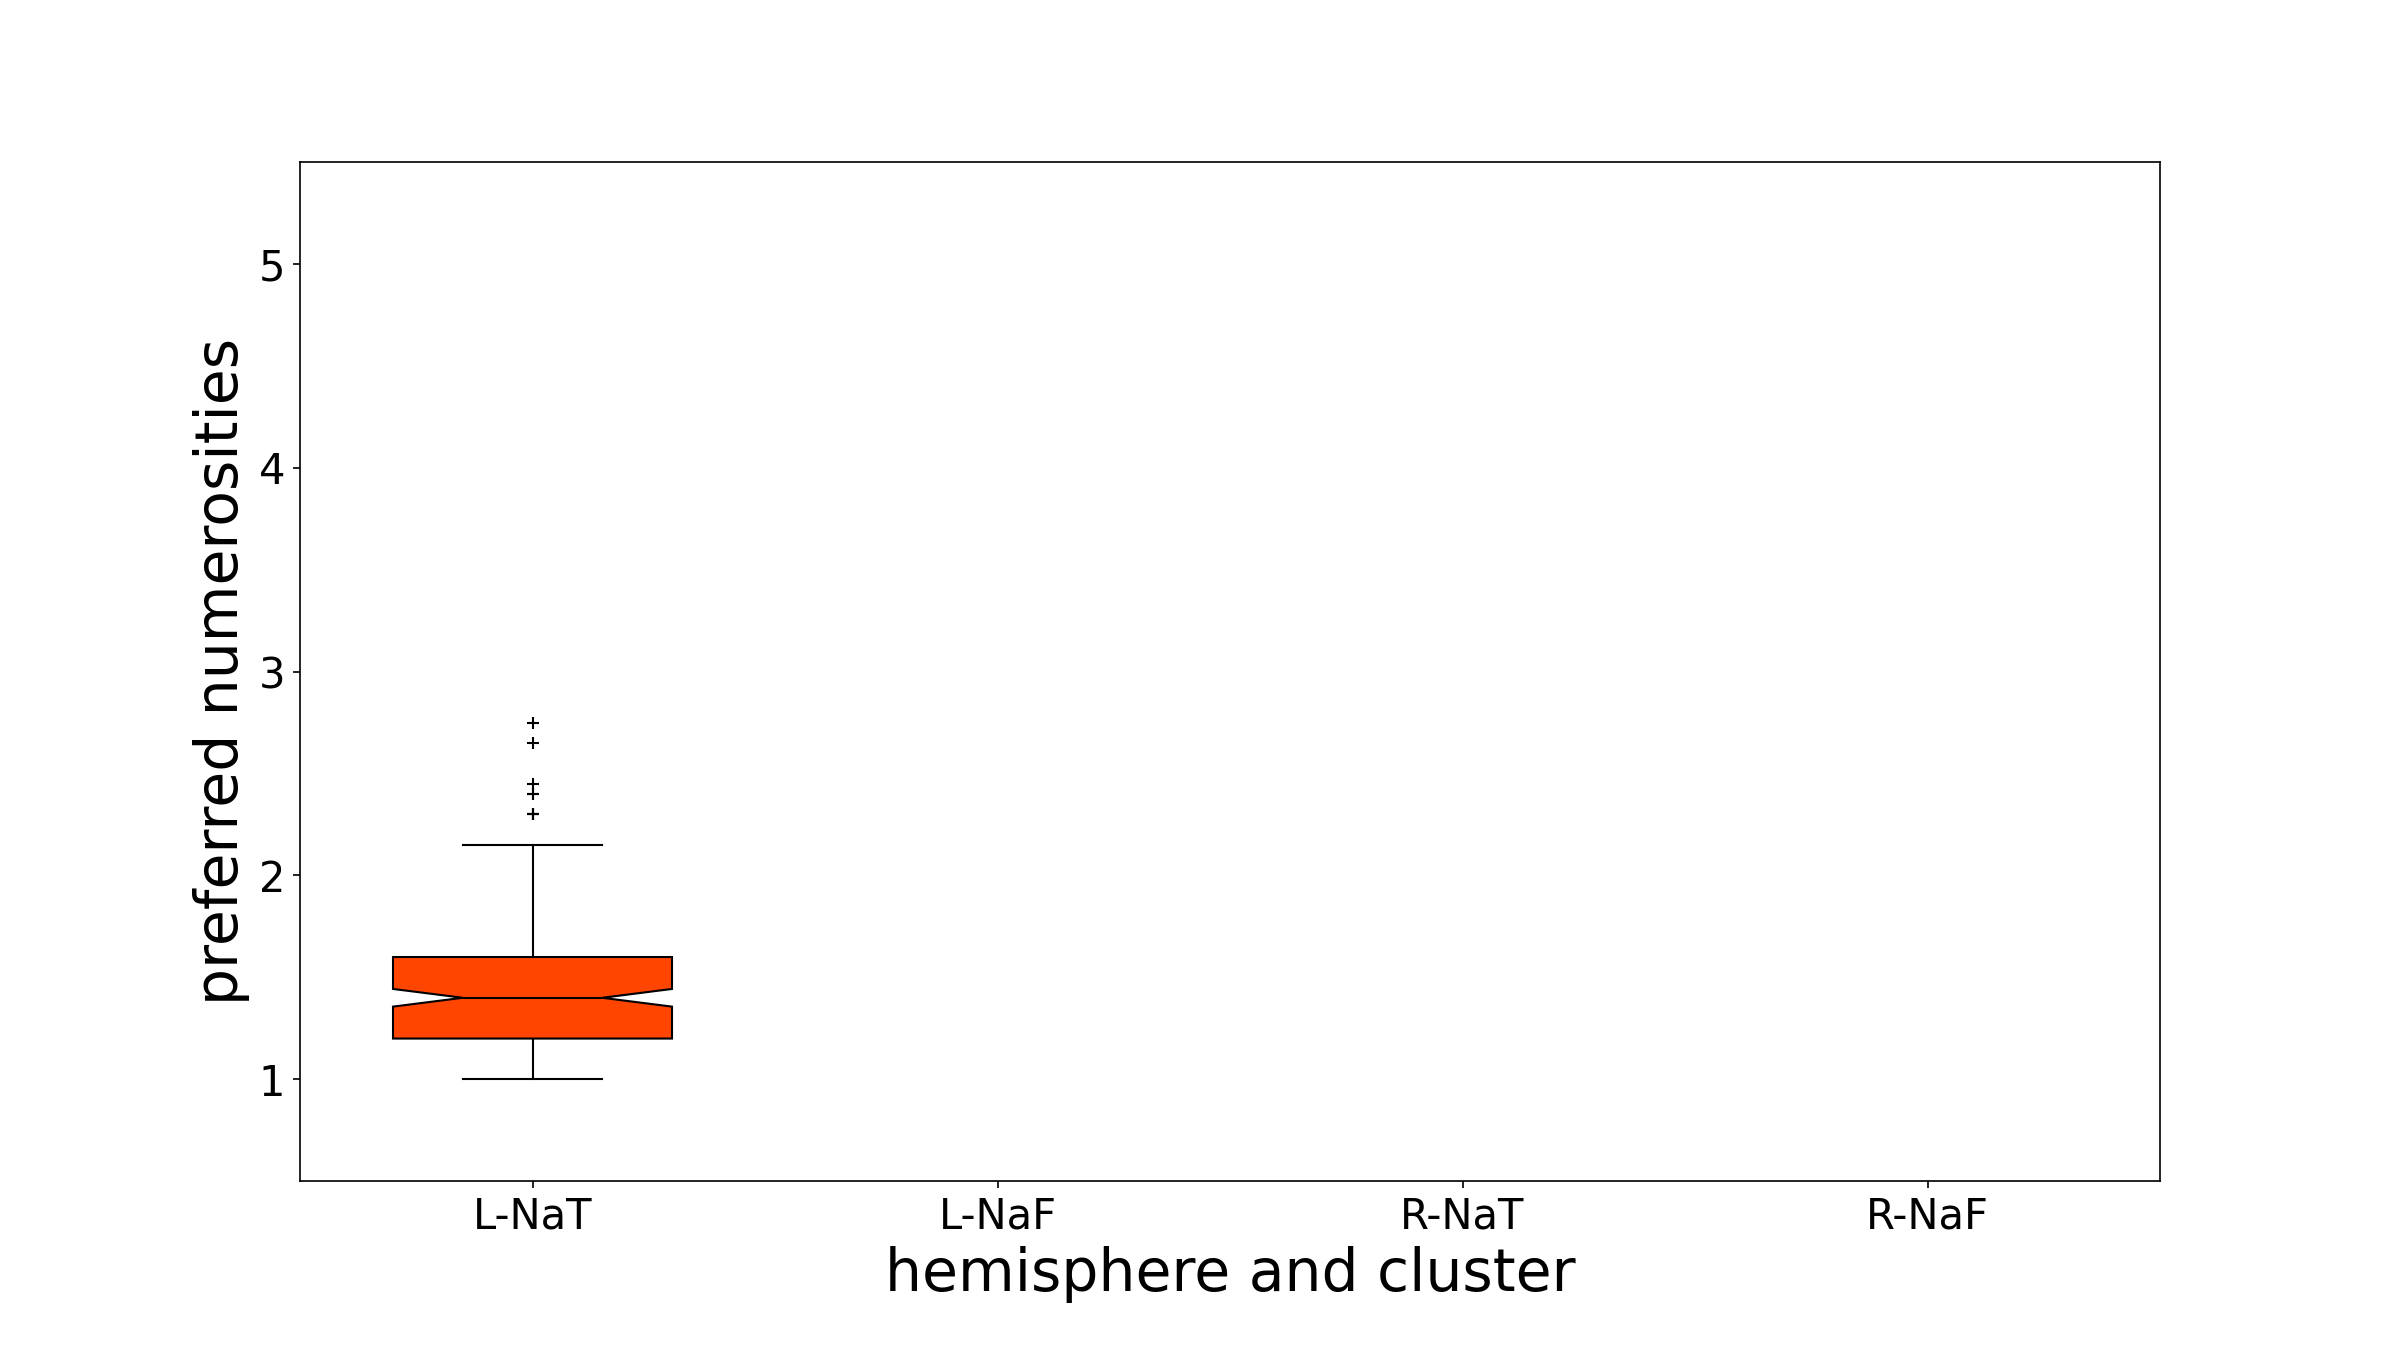 preferred numerosities
5
4
3
2
1
L-NaT L-NaF R-NaT R-NaF
hemisphere and cluster